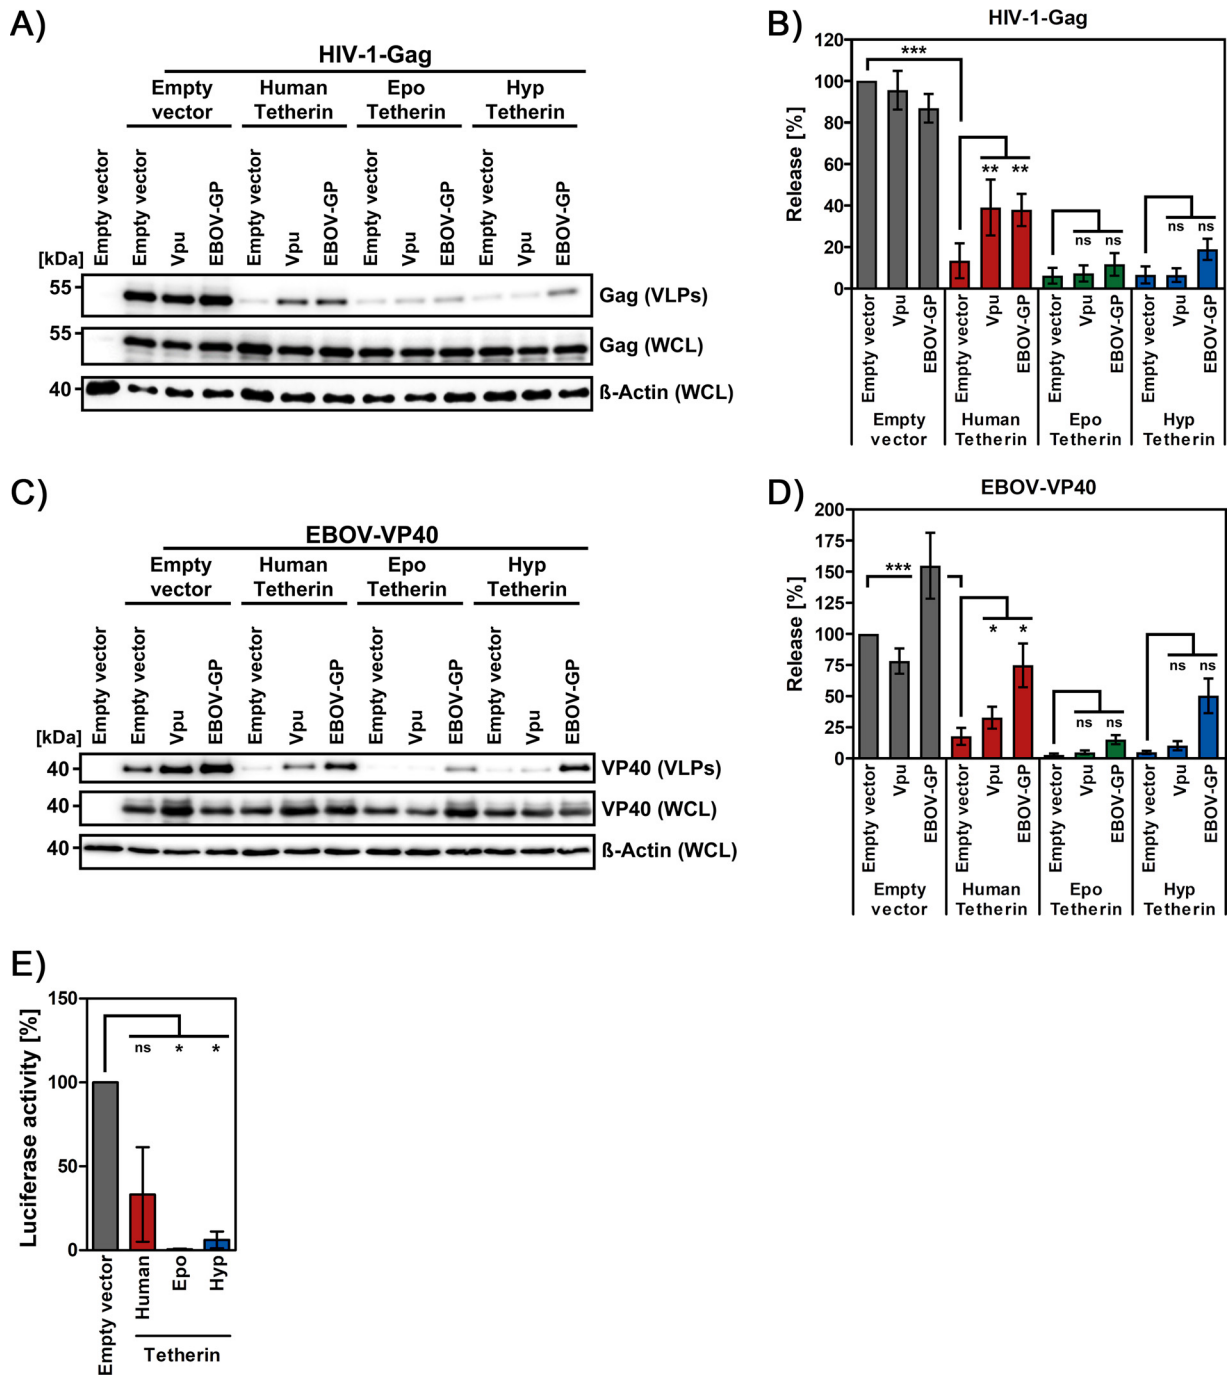 A)
HIV-1-Gag
Empty vector
Human Tetherin
Epo Tetherin
Hyp Tetherin
Empty vector
Empty vector
Vpu
EBOV-GP
Empty vector
Vpu
EBOV-GP
Empty vector
Vpu
EBOV-GP
Empty vector
Vpu
EBOV-GP
[kDa]
55
Gag (VLPs)
55
Gag (WCL)
40
ß-Actin (WCL)
B)
HIV-1-Gag
Release [%]
120
100
80
60
40
20
0
***
** **
ns ns
ns ns
Empty vector
Vpu
EBOV-GP
Empty vector
Vpu
EBOV-GP
Empty vector
Vpu
EBOV-GP
Empty vector
Vpu
EBOV-GP
Empty vector
Human Tetherin
Epo Tetherin
Hyp Tetherin
C)
EBOV-VP40
Empty vector
Human Tetherin
Epo Tetherin
Hyp Tetherin
Empty vector
Empty vector
Vpu
EBOV-GP
Empty vector
Vpu
EBOV-GP
Empty vector
Vpu
EBOV-GP
Empty vector
Vpu
EBOV-GP
[kDa]
40
VP40 (VLPs)
40
VP40 (WCL)
40
ß-Actin (WCL)
D)
EBOV-VP40
Release [%]
200
175
150
125
100
75
50
25
0
***
* *
ns ns
ns ns
Empty vector
Vpu
EBOV-GP
Empty vector
Vpu
EBOV-GP
Empty vector
Vpu
EBOV-GP
Empty vector
Vpu
EBOV-GP
Empty vector
Human Tetherin
Epo Tetherin
Hyp Tetherin
E)
Luciferase activity [%]
150
100
50
0
ns * *
Empty vector
Human
Epo
Hyp
Tetherin